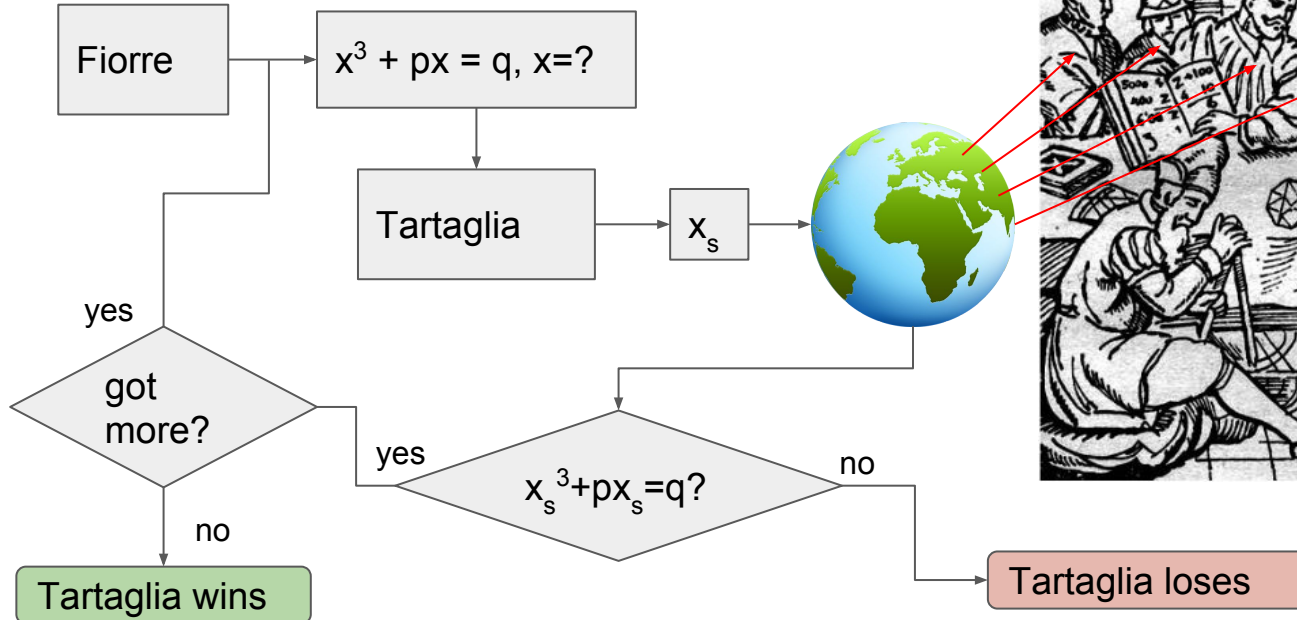 Fiorre
x³ + px = q, x=?
Tartaglia
xₛ
yes
got
more?
yes
xₛ³+pxₛ=q?
no
no
Tartaglia wins
Tartaglia loses